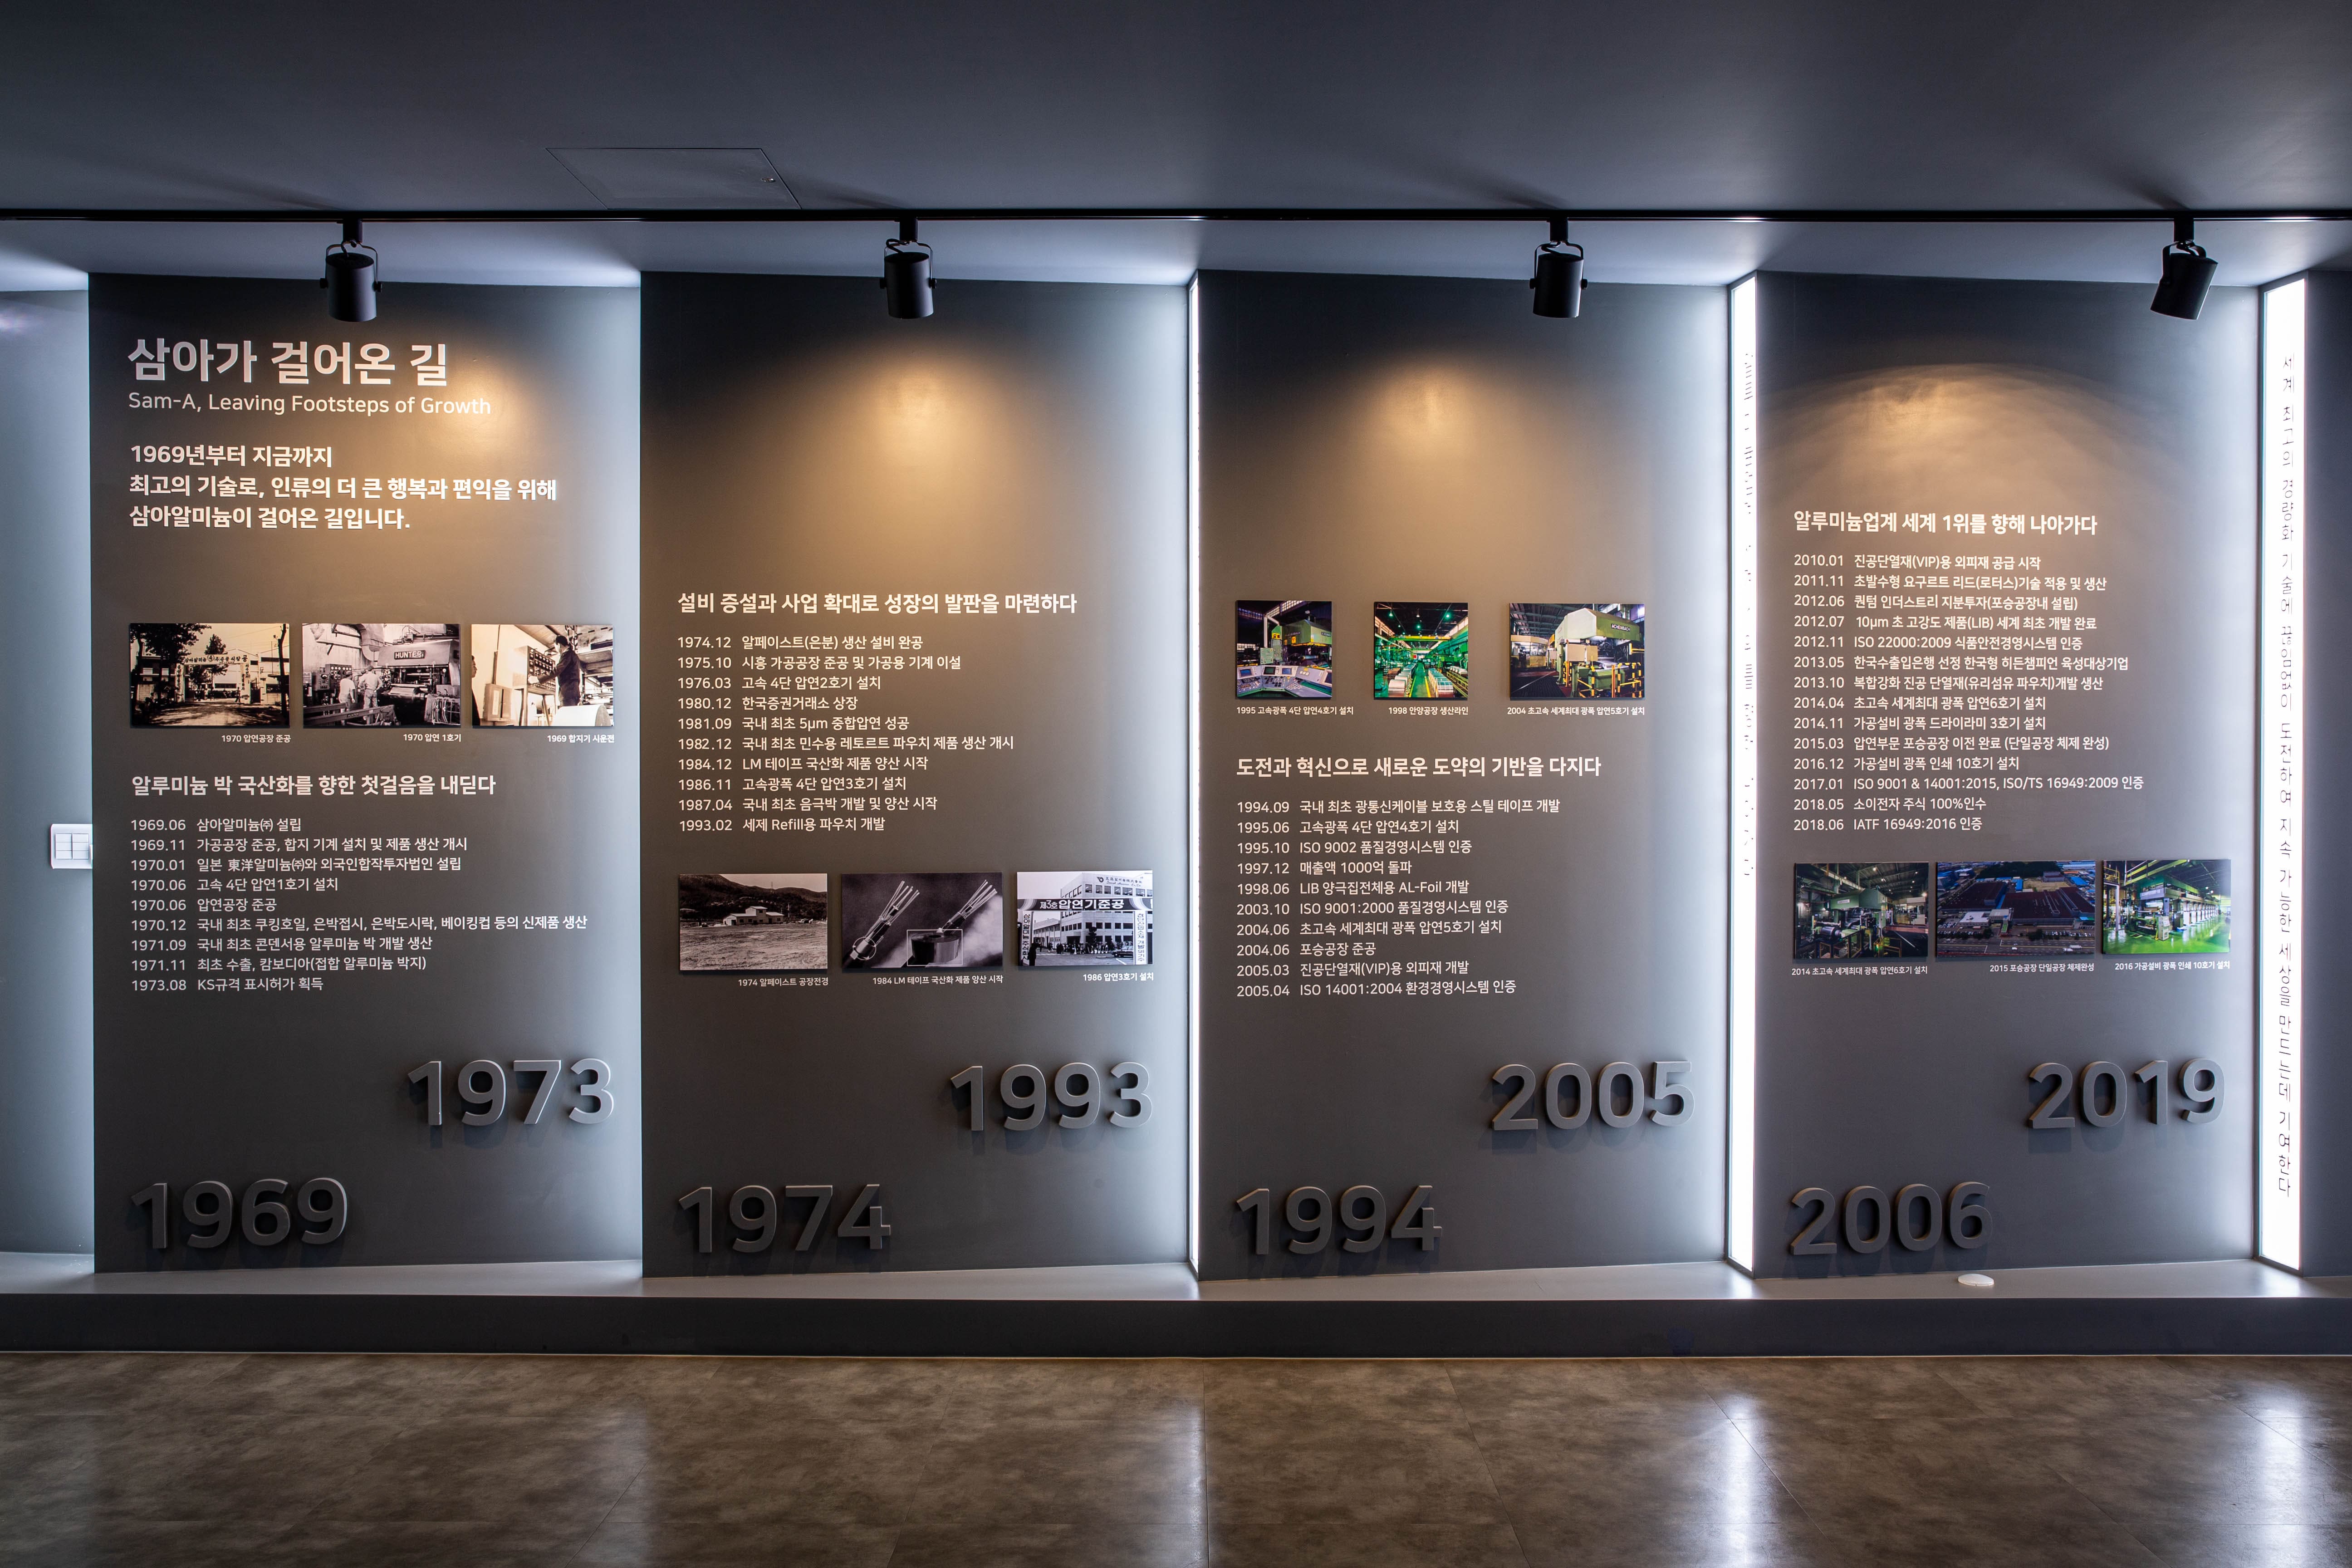 삼아가 걸어온 길
Sam-A, Leaving Footsteps of Growth
1969년부터 지금까지
최고의 기술로, 인류의 더 큰 행복과 편익을 위해
삼아알미늄이 걸어온 길입니다.
HUNTER
1970 압연공장 준공
1970 압연 1호기
1969 합지기 시운전
알루미늄 박 국산화를 향한 첫걸음을 내딛다
1969.06 삼아알미늄㈜ 설립
1969.11 가공공장 준공, 합지 기계 설치 및 제품 생산 개시
1970.01 일본 東洋알미늄㈜와 외국인합작투자법인 설립
1970.06 고속 4단 압연1호기 설치
1970.06 압연공장 준공
1970.12 국내 최초 쿠킹호일, 은박접시, 은박도시락, 베이킹컵 등의 신제품 생산
1971.09 국내 최초 콘덴서용 알루미늄 박 개발 생산
1971.11 최초 수출, 캄보디아(접합 알루미늄 박지)
1973.08 KS규격 표시허가 획득
1973
1969
설비 증설과 사업 확대로 성장의 발판을 마련하다
1974.12 알페이스트(은분) 생산 설비 완공
1975.10 시흥 가공공장 준공 및 가공용 기계 이설
1976.03 고속 4단 압연2호기 설치
1980.12 한국증권거래소 상장
1981.09 국내 최초 5μm 중합압연 성공
1982.12 국내 최초 민수용 레토르트 파우치 제품 생산 개시
1984.12 LM 테이프 국산화 제품 양산 시작
1986.11 고속광폭 4단 압연3호기 설치
1987.04 국내 최초 음극박 개발 및 양산 시작
1993.02 세제 Refill용 파우치 개발
제3호 압연기준공
1974 알페이스트 공장전경
1984 LM 테이프 국산화 제품 양산 시작
1986 압연3호기 설치
1993
1974
1995 고속광폭 4단 압연4호기 설치
1998 안양공장 생산라인
2004 초고속 세계최대 광폭 압연5호기 설치
도전과 혁신으로 새로운 도약의 기반을 다지다
1994.09 국내 최초 광통신케이블 보호용 스틸 테이프 개발
1995.06 고속광폭 4단 압연4호기 설치
1995.10 ISO 9002 품질경영시스템 인증
1997.12 매출액 1000억 돌파
1998.06 LIB 양극집전체용 AL-Foil 개발
2003.10 ISO 9001:2000 품질경영시스템 인증
2004.06 초고속 세계최대 광폭 압연5호기 설치
2004.06 포승공장 준공
2005.03 진공단열재(VIP)용 외피재 개발
2005.04 ISO 14001:2004 환경경영시스템 인증
2005
1994
알루미늄업계 세계 1위를 향해 나아가다
2010.01 진공단열재(VIP)용 외피재 공급 시작
2011.11 초발수형 요구르트 리드(로터스)기술 적용 및 생산
2012.06 퀀텀 인더스트리 지분투자(포승공장내 설립)
2012.07 10μm 초 고강도 제품(LIB) 세계 최초 개발 완료
2012.11 ISO 22000:2009 식품안전경영시스템 인증
2013.05 한국수출입은행 선정 한국형 히든챔피언 육성대상기업
2013.10 복합강화 진공 단열재(유리섬유 파우치)개발 생산
2014.04 초고속 세계최대 광폭 압연6호기 설치
2014.11 가공설비 광폭 드라이라미 3호기 설치
2015.03 압연부문 포승공장 이전 완료 (단일공장 체제 완성)
2016.12 가공설비 광폭 인쇄 10호기 설치
2017.01 ISO 9001 & 14001:2015, ISO/TS 16949:2009 인증
2018.05 소이전자 주식 100%인수
2018.06 IATF 16949:2016 인증
2014 초고속 세계최대 광폭 압연6호기 설치
2015 포승공장 단일공장 체제완성
2016 가공설비 광폭 인쇄 10호기 설치
2019
2006
세계 최고의 경량화 기술에 끊임없이 도전하여 지속 가능한 세상을 만드는데 기여한다